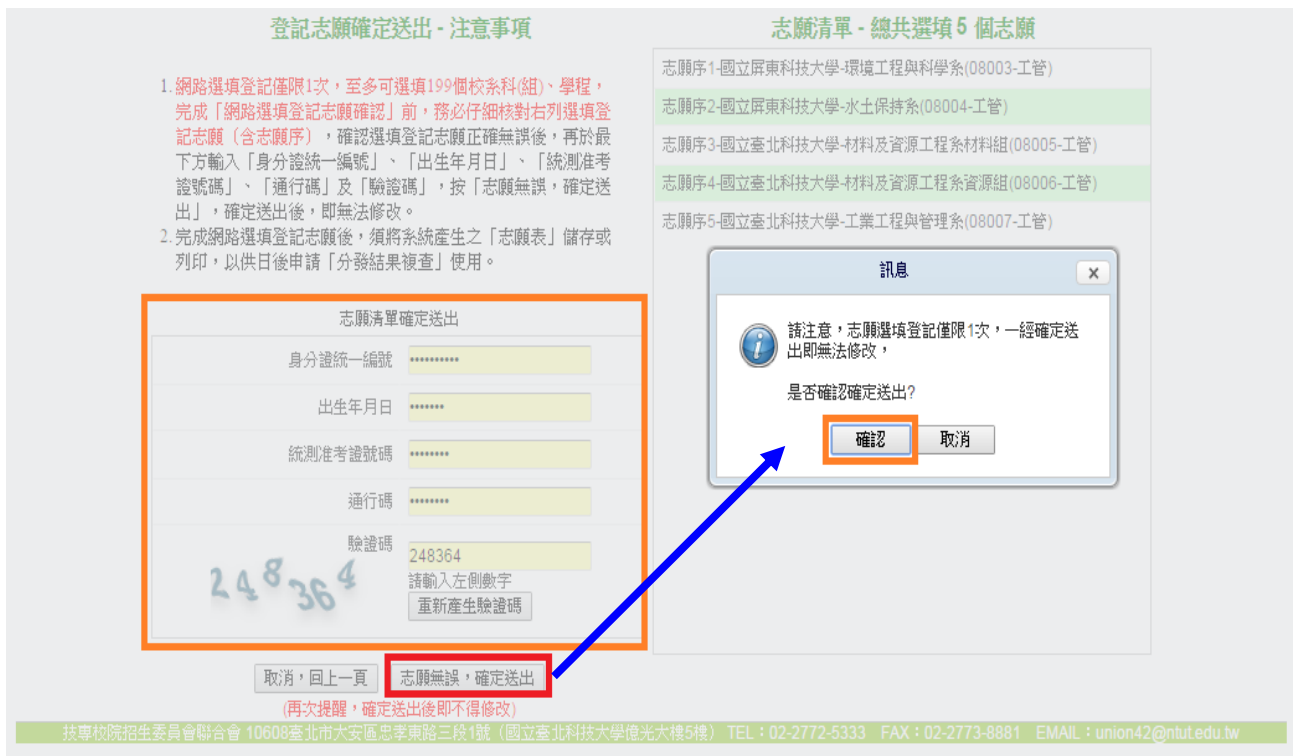 登記志願確定送出 - 注意事項
1. 網路選填登記僅限1次，至多可選填199個校系科(組)、學程，
完成「網路選填登記志願確認」前，務必仔細核對右列選填登
記志願（含志願序），確認選填登記志願正確無誤後，再於最
下方輸入「身分證統一編號」、「出生年月日」、「統測准考
證號碼」、「通行碼」及「驗證碼」，按「志願無誤，確定送
出」，確定送出後，即無法修改。
2. 完成網路選填登記志願後，須將系統產生之「志願表」儲存或
列印，以供日後申請「分發結果複查」使用。
志願清單確定送出
身分證統一編號 ••••••••••
出生年月日 •••••••
統測准考證號碼 ••••••••
通行碼 ••••••••
驗證碼
248364
248364
請輸入左側數字
重新產生驗證碼
取消，回上一頁
志願無誤，確定送出
(再次提醒，確定送出後即不得修改)
志願清單 - 總共選填 5 個志願
志願序1-國立屏東科技大學-環境工程與科學系(08003-工管)
志願序2-國立屏東科技大學-水土保持系(08004-工管)
志願序3-國立臺北科技大學-材料及資源工程系材料組(08005-工管)
志願序4-國立臺北科技大學-材料及資源工程系資源組(08006-工管)
志願序5-國立臺北科技大學-工業工程與管理系(08007-工管)
訊息
請注意，志願選填登記僅限1次，一經確定送
出即無法修改，
是否確認確定送出?
確認
取消
技專校院招生委員會聯合會 10608臺北市大安區忠孝東路三段1號（國立臺北科技大學億光大樓5樓） TEL：02-2772-5333 FAX：02-2773-8881 EMAIL：union42@ntut.edu.tw